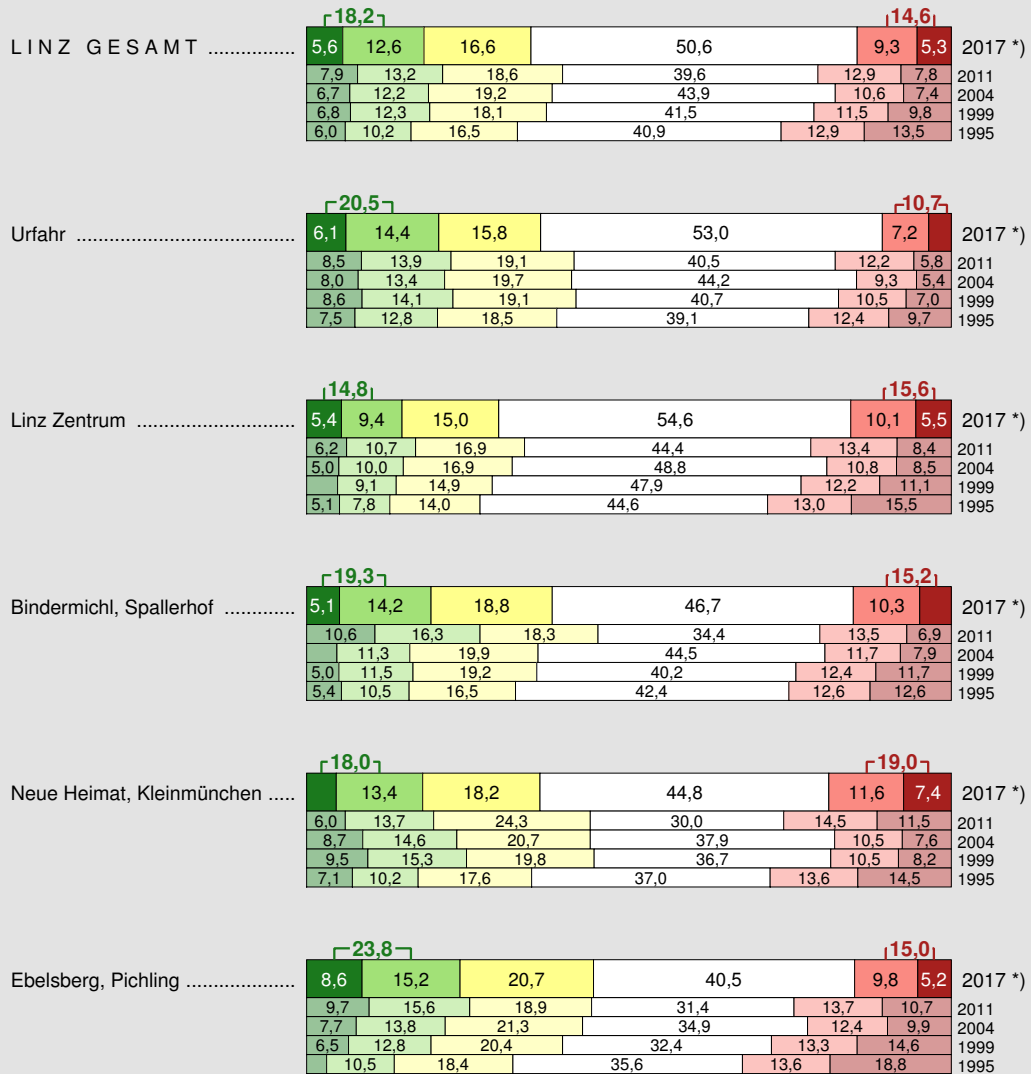 18,2 14,6
LINZ GESAMT ................ 5,6 12,6 16,6 50,6 9,3 5,3 2017 *)
7,9 13,2 18,6 39,6 12,9 7,8 2011
6,7 12,2 19,2 43,9 10,6 7,4 2004
6,8 12,3 18,1 41,5 11,5 9,8 1999
6,0 10,2 16,5 40,9 12,9 13,5 1995
20,5 10,7
Urfahr ........................................ 6,1 14,4 15,8 53,0 7,2 2017 *)
8,5 13,9 19,1 40,5 12,2 5,8 2011
8,0 13,4 19,7 44,2 9,3 5,4 2004
8,6 14,1 19,1 40,7 10,5 7,0 1999
7,5 12,8 18,5 39,1 12,4 9,7 1995
14,8 15,6
Linz Zentrum ............................. 5,4 9,4 15,0 54,6 10,1 5,5 2017 *)
6,2 10,7 16,9 44,4 13,4 8,4 2011
5,0 10,0 16,9 48,8 10,8 8,5 2004
9,1 14,9 47,9 12,2 11,1 1999
5,1 7,8 14,0 44,6 13,0 15,5 1995
19,3 15,2
Bindermichl, Spallerhof .............. 5,1 14,2 18,8 46,7 10,3 2017 *)
10,6 16,3 18,3 34,4 13,5 6,9 2011
11,3 19,9 44,5 11,7 7,9 2004
5,0 11,5 19,2 40,2 12,4 11,7 1999
5,4 10,5 16,5 42,4 12,6 12,6 1995
18,0 19,0
Neue Heimat, Kleinmünchen ..... 13,4 18,2 44,8 11,6 7,4 2017 *)
6,0 13,7 24,3 30,0 14,5 11,5 2011
8,7 14,6 20,7 37,9 10,5 7,6 2004
9,5 15,3 19,8 36,7 10,5 8,2 1999
7,1 10,2 17,6 37,0 13,6 14,5 1995
23,8 15,0
Ebelsberg, Pichling .................... 8,6 15,2 20,7 40,5 9,8 5,2 2017 *)
9,7 15,6 18,9 31,4 13,7 10,7 2011
7,7 13,8 21,3 34,9 12,4 9,9 2004
6,5 12,8 20,4 32,4 13,3 14,6 1999
10,5 18,4 35,6 13,6 18,8 1995